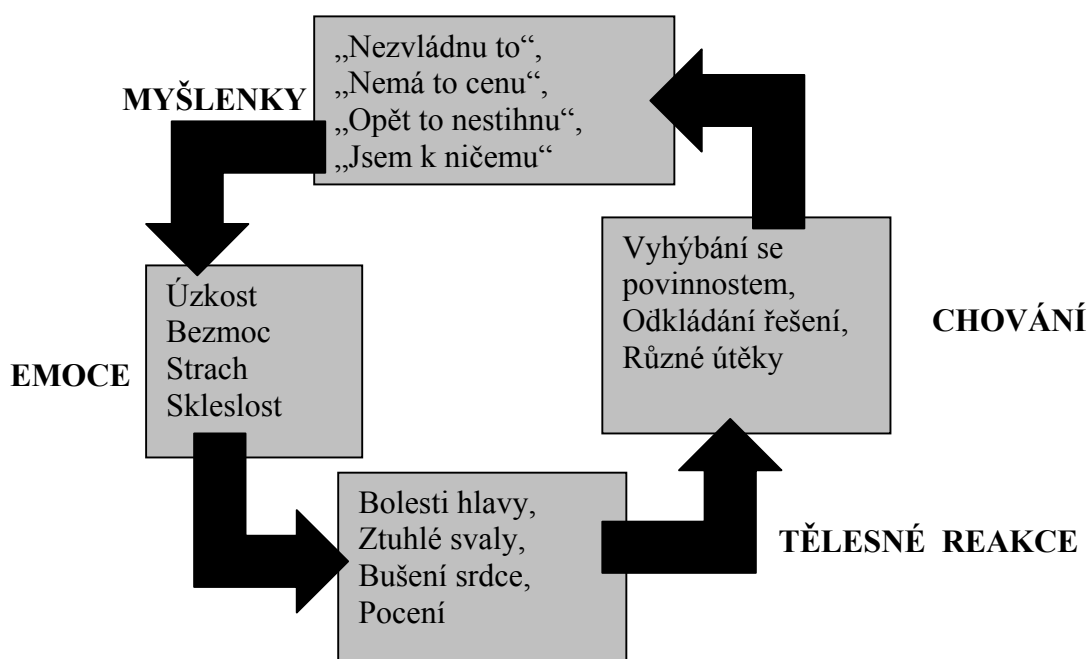 MYŠLENKY
„Nezvládnu to“,
„Nemá to cenu“,
„Opět to nestihnu“,
„Jsem k ničemu“
EMOCE
Úzkost
Bezmoc
Strach
Skleslost
Bolesti hlavy,
Ztuhlé svaly,
Bušení srdce,
Pocení
TĚLESNÉ REAKCE
Vyhýbání se
povinnostem,
Odkládání řešení,
Různé útěky
CHOVÁNÍ